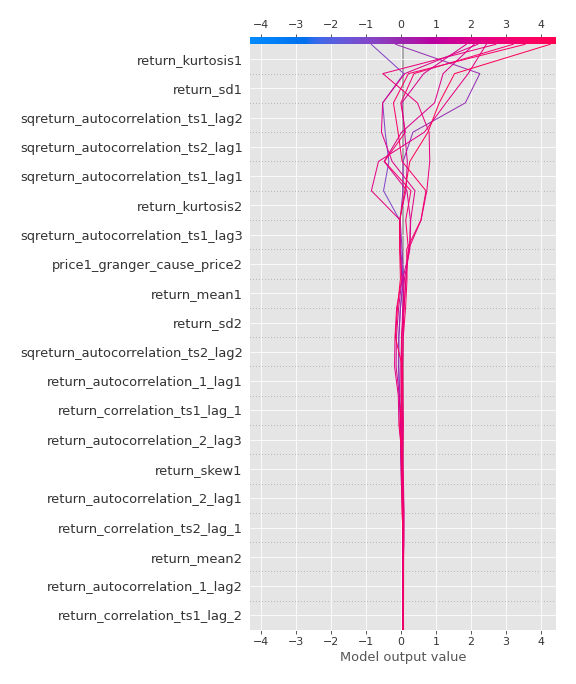 −4 −3 −2 −1 0 1 2 3 4
return_kurtosis1
return_sd1
sqreturn_autocorrelation_ts1_lag2
sqreturn_autocorrelation_ts2_lag1
sqreturn_autocorrelation_ts1_lag1
return_kurtosis2
sqreturn_autocorrelation_ts1_lag3
price1_granger_cause_price2
return_mean1
return_sd2
sqreturn_autocorrelation_ts2_lag2
return_autocorrelation_1_lag1
return_correlation_ts1_lag_1
return_autocorrelation_2_lag3
return_skew1
return_autocorrelation_2_lag1
return_correlation_ts2_lag_1
return_mean2
return_autocorrelation_1_lag2
return_correlation_ts1_lag_2
−4 −3 −2 −1 0 1 2 3 4
Model output value